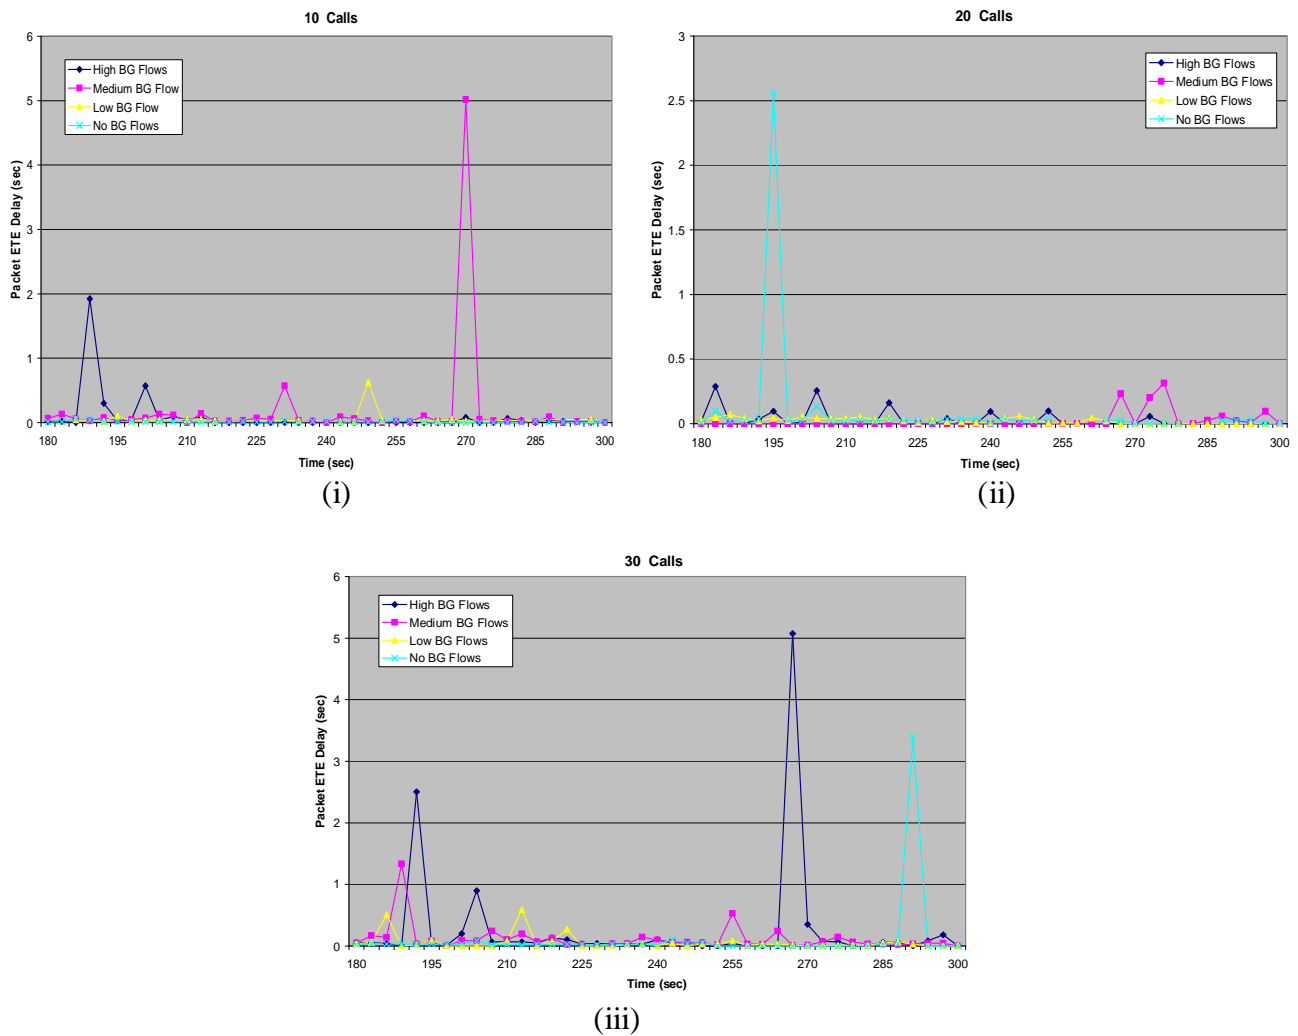 10 Calls
6
5
4
3
2
1
0
Packet ETE Delay (sec)
High BG Flows
Medium BG Flow
Low BG Flow
No BG Flows
180 195 210 225 240 255 270 285 300
Time (sec)
(i)
20 Calls
3
2.5
2
1.5
1
0.5
0
Packet ETE Delay (sec)
High BG Flows
Medium BG Flows
Low BG Flows
No BG Flows
180 195 210 225 240 255 270 285 300
Time (sec)
(ii)
30 Calls
6
5
4
3
2
1
0
Packet ETE Delay (sec)
High BG Flows
Medium BG Flows
Low BG Flows
No BG Flows
180 195 210 225 240 255 270 285 300
Time (sec)
(iii)